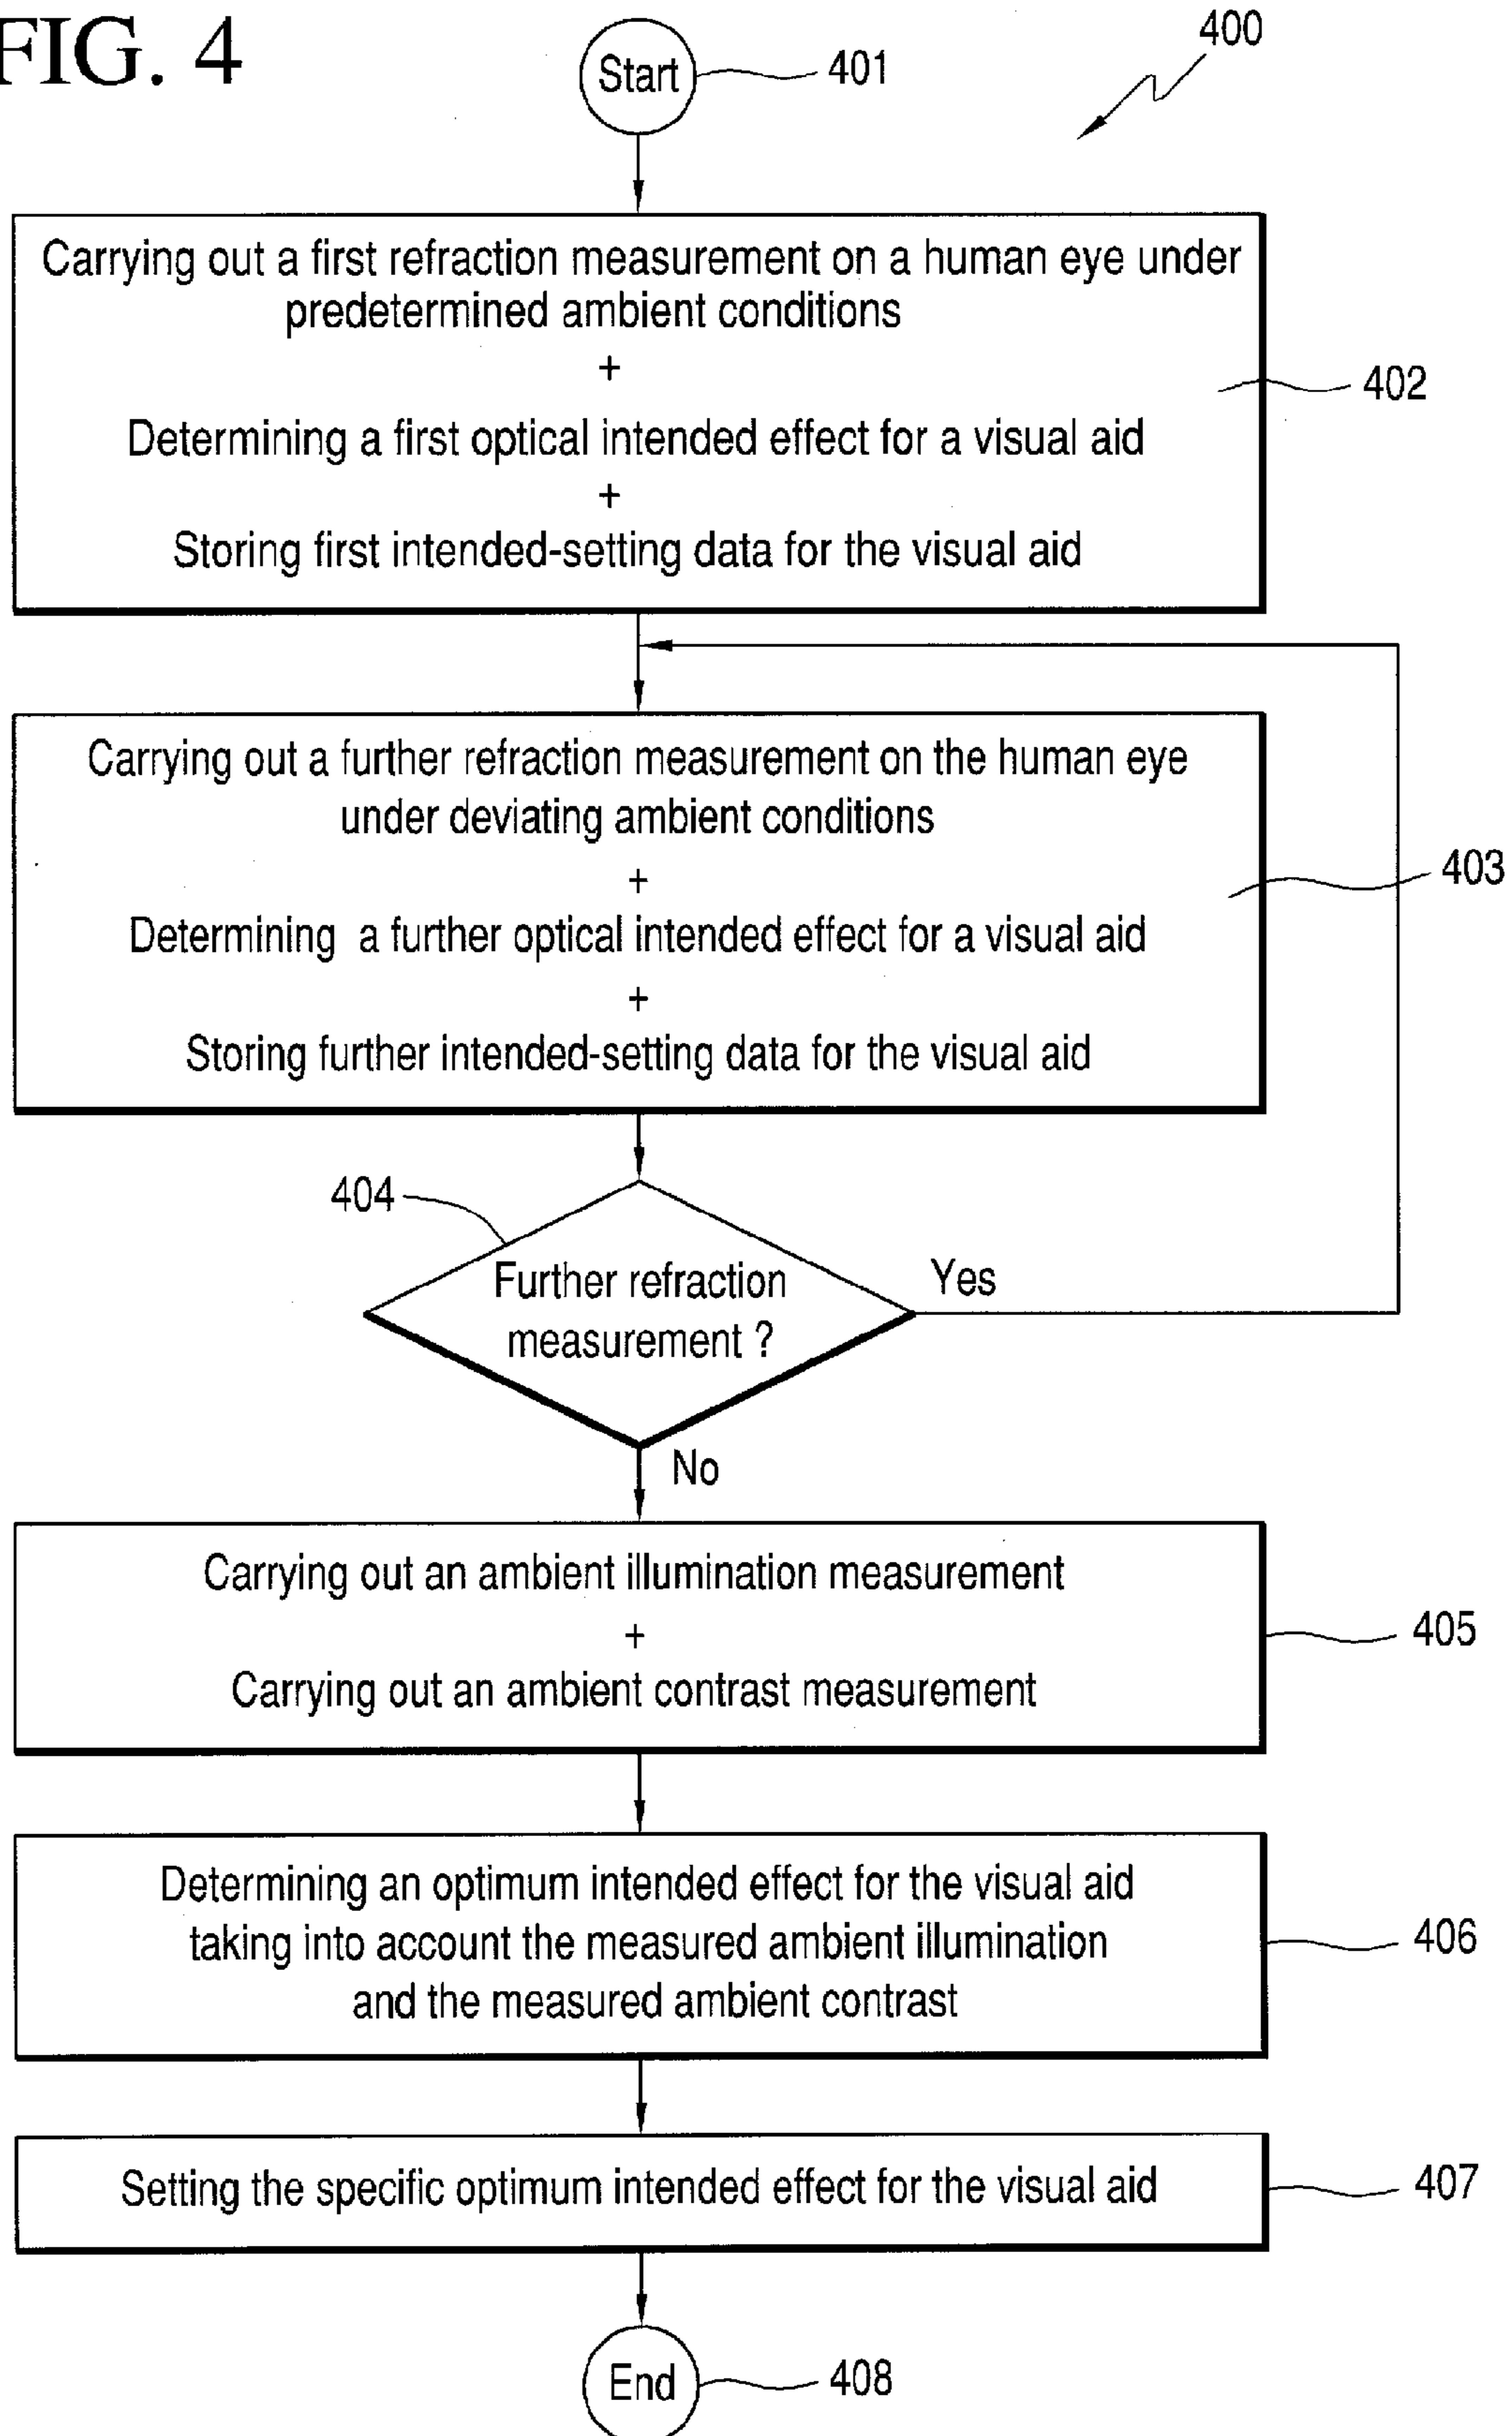 FIG. 4
400
Start
401
Carrying out a first refraction measurement on a human eye under
predetermined ambient conditions
+
Determining a first optical intended effect for a visual aid
+
Storing first intended-setting data for the visual aid
402
Carrying out a further refraction measurement on the human eye
under deviating ambient conditions
+
Determining a further optical intended effect for a visual aid
+
Storing further intended-setting data for the visual aid
403
404
Further refraction
measurement ?
Yes
No
Carrying out an ambient illumination measurement
+
Carrying out an ambient contrast measurement
405
Determining an optimum intended effect for the visual aid
taking into account the measured ambient illumination
and the measured ambient contrast
406
Setting the specific optimum intended effect for the visual aid
407
End
408